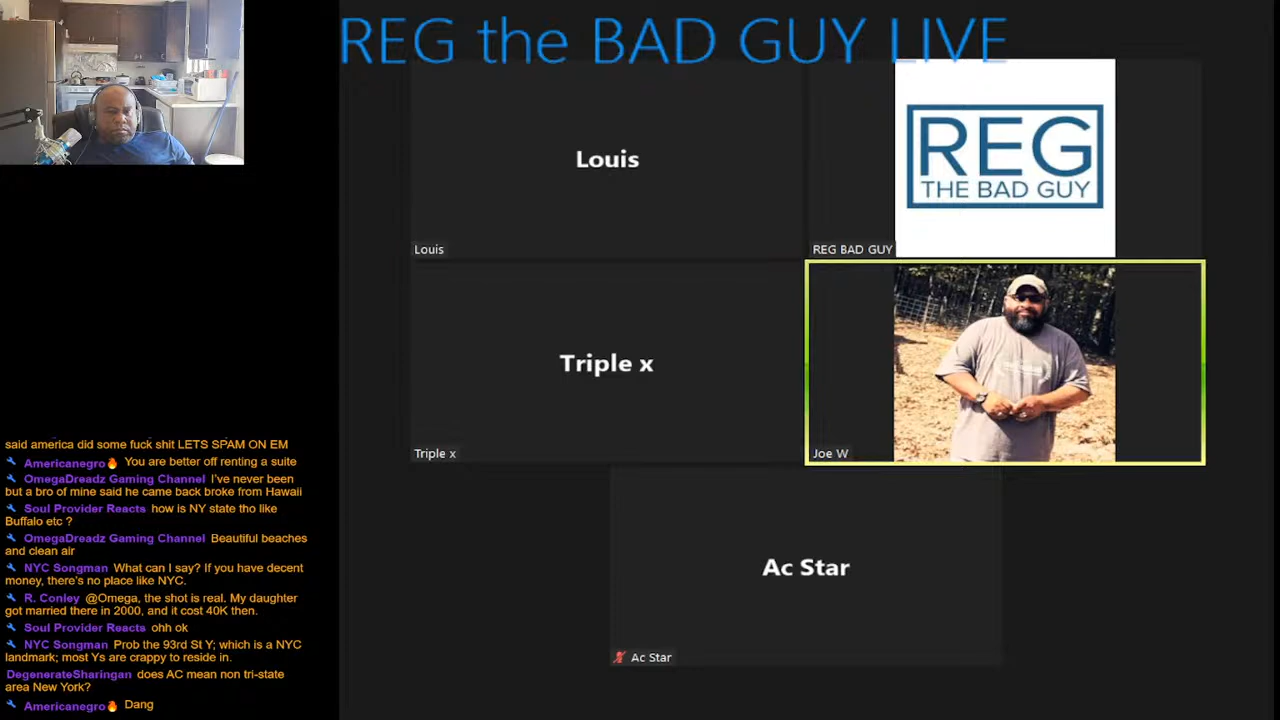 REG the BAD GUY LIVE
Louis
Louis
REG
THE BAD GUY
REG BAD GUY
Triple x
Triple x
Joe W
Ac Star
Ac Star
said america did some fuck shit LETS SPAM ON EM
Americanegro🔥 You are better off renting a suite
OmegaDreadz Gaming Channel I've never been
but a bro of mine said he came back broke from Hawaii
Soul Provider Reacts how is NY state tho like
Buffalo etc ?
OmegaDreadz Gaming Channel Beautiful beaches
and clean air
NYC Songman What can I say? If you have decent
money, there's no place like NYC.
R. Conley @Omega, the shot is real. My daughter
got married there in 2000, and it cost 40K then.
Soul Provider Reacts ohh ok
NYC Songman Prob the 93rd St Y; which is a NYC
landmark; most Ys are crappy to reside in.
DegenerateSharingan does AC mean non tri-state
area New York?
Americanegro🔥 Dang